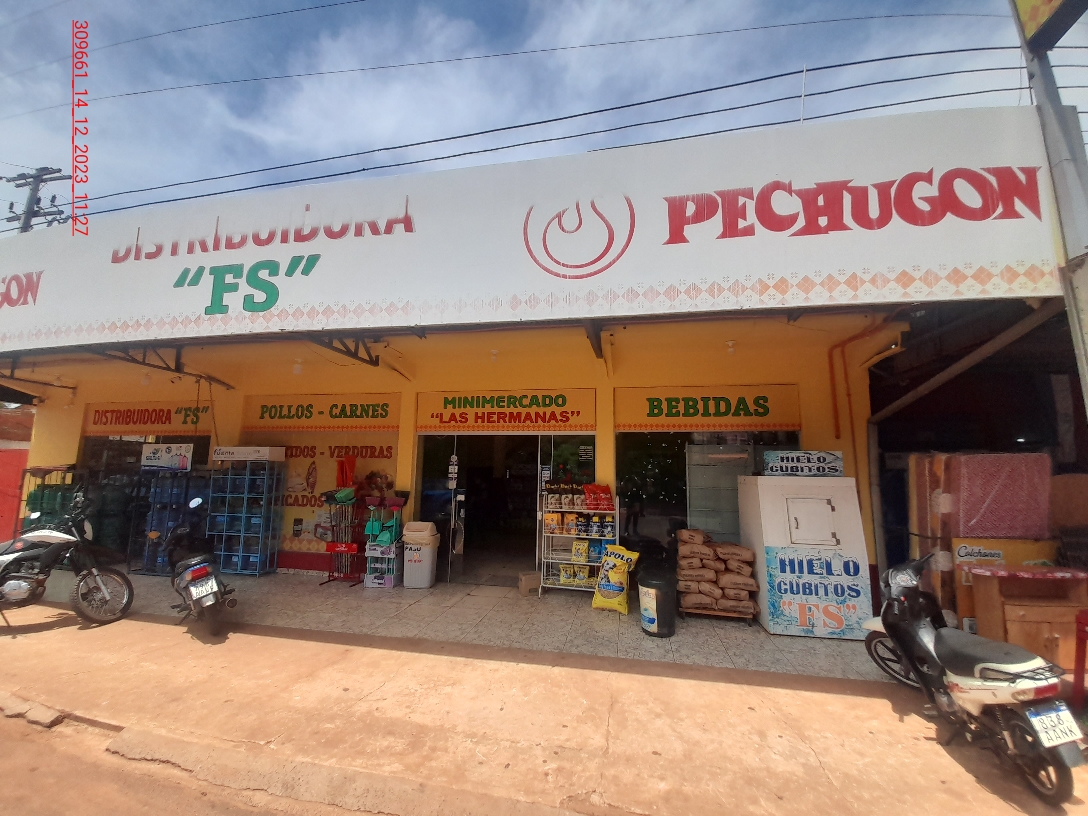 309661_14_12_2023_11:27
DISTRIBUIDORA
"FS"
PECHUGON
DISTRIBUIDORA "FS"
POLLOS - CARNES
MINIMERCADO
"LAS HERMANAS"
BEBIDAS
VERDURAS
HIELO
CUBITOS
APOLO
HIELO
CUBITOS
"FS"
Colchones
838
AANK